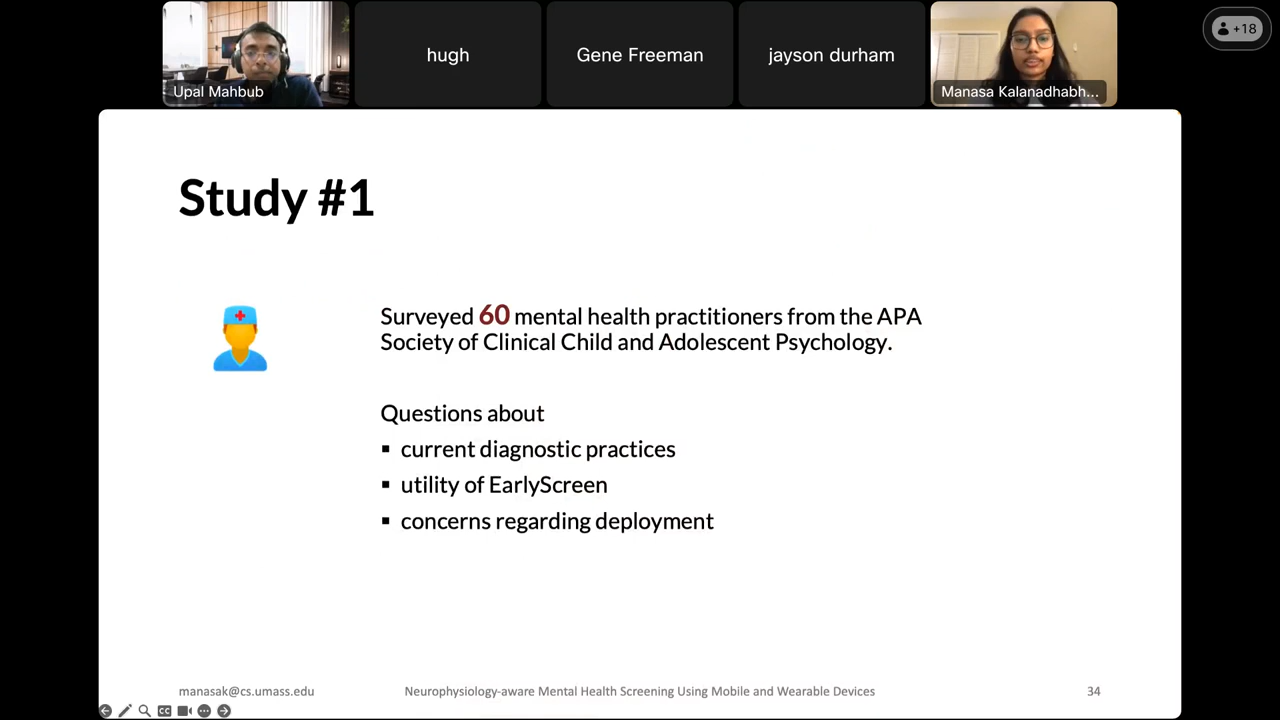 Upal Mahbub
hugh
Gene Freeman
jayson durham
Manasa Kalanadhabh...
+18
Study #1
Surveyed 60 mental health practitioners from the APA
Society of Clinical Child and Adolescent Psychology.
Questions about
▪ current diagnostic practices
▪ utility of EarlyScreen
▪ concerns regarding deployment
manasak@cs.umass.edu
Neurophysiology-aware Mental Health Screening Using Mobile and Wearable Devices
34
CC